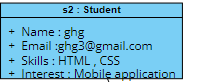 s2 : Student
+ Name : ghg
+ Email :ghg3@gmail.com
+ Skills : HTML , CSS
+ Interest : Mobile application